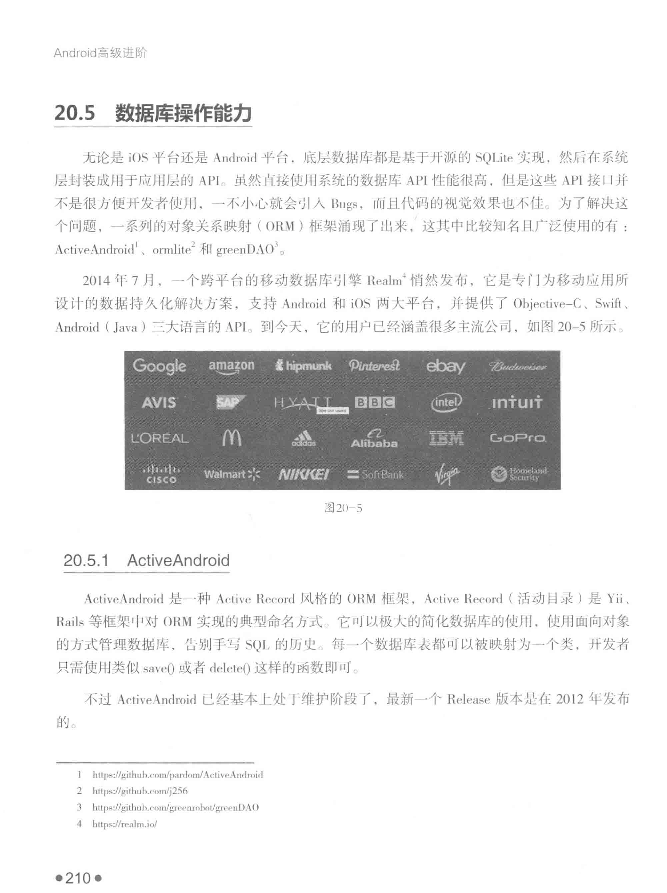 Android高级进阶
20.5 数据库操作能力
无论是 iOS 平台还是 Android 平台，底层数据库都是基于开源的 SQLite 实现，然后在系统
层封装成用于应用层的 API。虽然直接使用系统的数据库 API 性能很高，但是这些 API 接口并
不是很方便开发者使用，一不小心就会引入 Bugs，而且代码的视觉效果也不佳。为了解决这
个问题，一系列的对象关系映射（ORM）框架涌现了出来，这其中比较知名且广泛使用的有：
ActiveAndroid¹、ormlite² 和 greenDAO³。
2014 年 7 月，一个跨平台的移动数据库引擎 Realm⁴ 悄然发布，它是专门为移动应用所
设计的数据持久化解决方案，支持 Android 和 iOS 两大平台，并提供了 Objective-C、Swift、
Android（Java）三大语言的 API。到今天，它的用户已经涵盖很多主流公司，如图 20-5 所示。
Google amazon hipmunk Pinterest ebay Budweiser
AVIS SAP HYATT BBC intel intuit
L'ORÉAL adidas Alibaba IBM GoPro
CISCO Walmart NIKKEI SoftBank Virgin Homeland
Security
图20-5
20.5.1 ActiveAndroid
ActiveAndroid 是一种 Active Record 风格的 ORM 框架，Active Record（活动目录）是 Yii、
Rails 等框架中对 ORM 实现的典型命名方式。它可以极大的简化数据库的使用，使用面向对象
的方式管理数据库，告别手写 SQL 的历史。每一个数据库表都可以被映射为一个类，开发者
只需使用类似 save() 或者 delete() 这样的函数即可。
不过 ActiveAndroid 已经基本上处于维护阶段了，最新一个 Release 版本是在 2012 年发布
的。
1 https://github.com/pardom/ActiveAndroid
2 https://github.com/j256
3 https://github.com/greenrobot/greenDAO
4 https://realm.io/
●210●